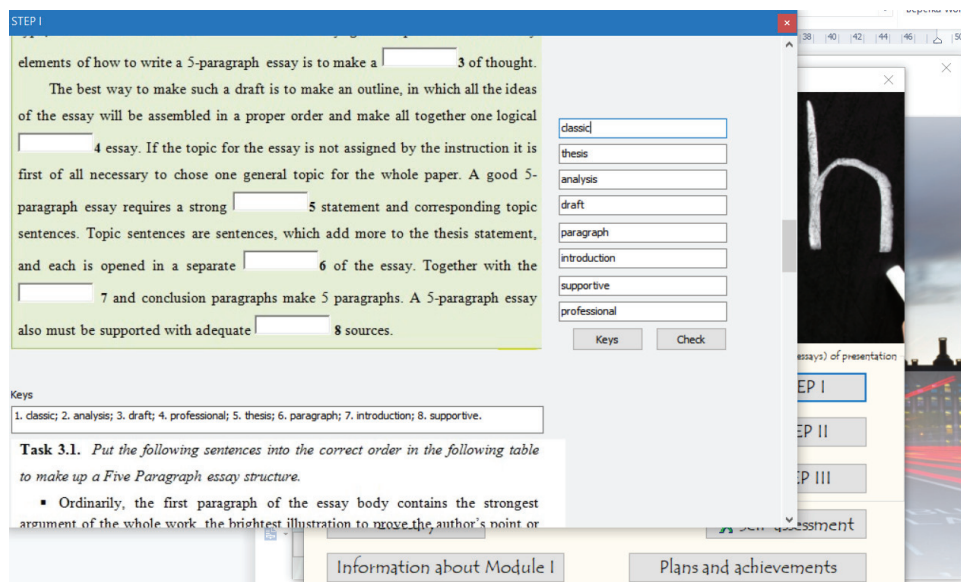 STEP I
elements of how to write a 5-paragraph essay is to make a 3 of thought.
The best way to make such a draft is to make an outline, in which all the ideas
of the essay will be assembled in a proper order and make all together one logical
4 essay. If the topic for the essay is not assigned by the instruction it is
first of all necessary to chose one general topic for the whole paper. A good 5-
paragraph essay requires a strong 5 statement and corresponding topic
sentences. Topic sentences are sentences, which add more to the thesis statement,
and each is opened in a separate 6 of the essay. Together with the
7 and conclusion paragraphs make 5 paragraphs. A 5-paragraph essay
also must be supported with adequate 8 sources.
classic
thesis
analysis
draft
paragraph
introduction
supportive
professional
Keys Check
Keys
1. classic; 2. analysis; 3. draft; 4. professional; 5. thesis; 6. paragraph; 7. introduction; 8. supportive.
Task 3.1. Put the following sentences into the correct order in the following table
to make up a Five Paragraph essay structure.
▪ Ordinarily, the first paragraph of the essay body contains the strongest
argument of the whole work, the brightest illustration to prove the author's point or
38 40 42 44 46 50
h
essays) of presentation
EP I
EP II
EP III
Self-assessment
Information about Module I
Plans and achievements